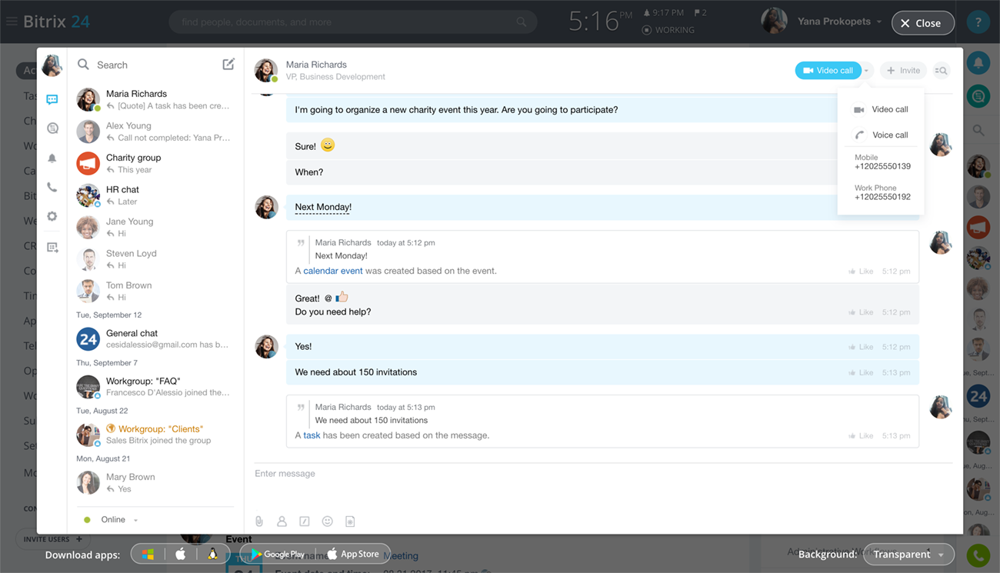 Bitrix 24
find people, documents, and more
5:16 PM
9:17 PM 2
WORKING
Yana Prokopets
Close
?
Search
Maria Richards
[Quote] A task has been cre...
Alex Young
Call not completed: Yana Pr...
Charity group
This year
HR chat
Later
Jane Young
Hi
Steven Loyd
Hi
Tom Brown
Hi
Tue, September 12
24
General chat
cesidalessio@gmail.com has b...
Thu, September 7
Workgroup: "FAQ"
Francesco D'Alessio joined the...
Tue, August 22
Workgroup: "Clients"
Sales Bitrix joined the group
Mon, August 21
Mary Brown
Yes
Online
Maria Richards
VP, Business Development
Video call
Invite
Video call
Voice call
Mobile
+12025550139
Work Phone
+12025550192
I'm going to organize a new charity event this year. Are you going to participate?
Sure!
When?
Next Monday!
Maria Richards today at 5:12 pm
Next Monday!
A calendar event was created based on the event.
Like 5:12 pm
Great! @
Do you need help?
Like 5:12 pm
Yes!
Like 5:12 pm
We need about 150 invitations
Like 5:13 pm
Maria Richards today at 5:13 pm
We need about 150 invitations
A task has been created based on the message.
Like 5:13 pm
Enter message
24
INVITE USERS +
Event
Meeting
Download apps:
Google Play
App Store
Background:
Transparent